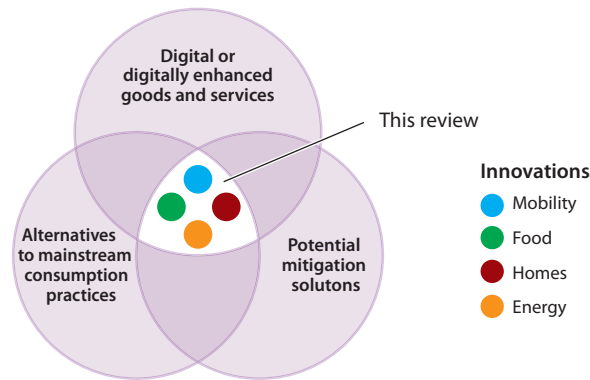 Digital or
digitally enhanced
goods and services
This review
Alternatives
to mainstream
consumption
practices
Potential
mitigation
solutons
Innovations
Mobility
Food
Homes
Energy